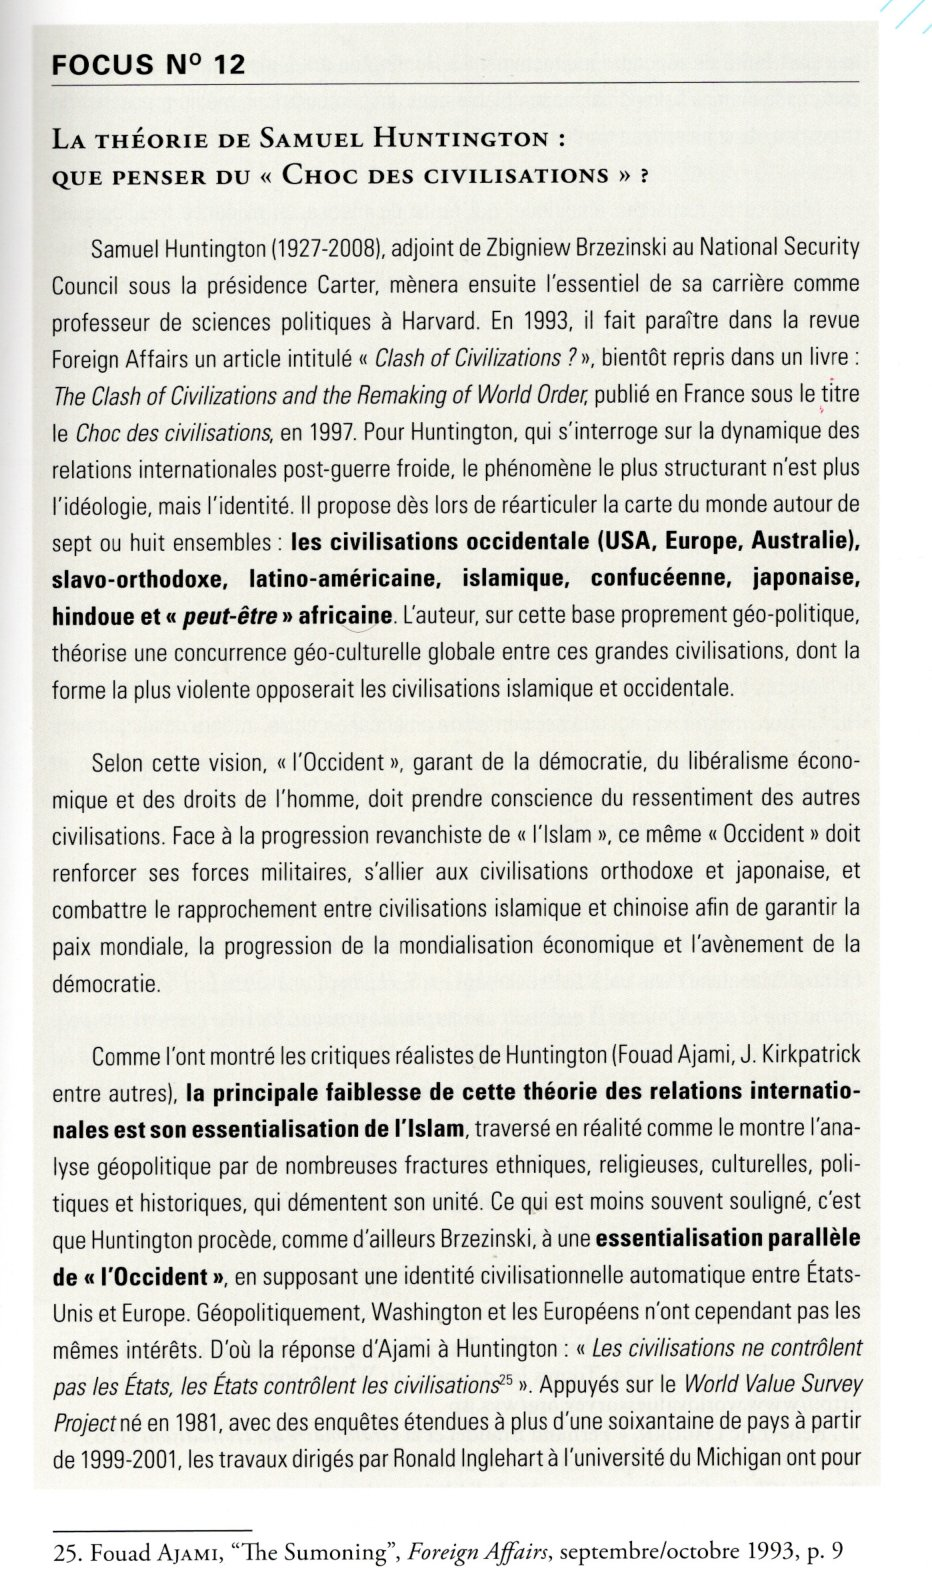 FOCUS Nº 12
La théorie de Samuel Huntington :
que penser du « Choc des civilisations » ?
Samuel Huntington (1927-2008), adjoint de Zbigniew Brzezinski au National Security
Council sous la présidence Carter, mènera ensuite l’essentiel de sa carrière comme
professeur de sciences politiques à Harvard. En 1993, il fait paraître dans la revue
Foreign Affairs un article intitulé « Clash of Civilizations ? », bientôt repris dans un livre :
The Clash of Civilizations and the Remaking of World Order, publié en France sous le titre
le Choc des civilisations, en 1997. Pour Huntington, qui s’interroge sur la dynamique des
relations internationales post-guerre froide, le phénomène le plus structurant n’est plus
l’idéologie, mais l’identité. Il propose dès lors de réarticuler la carte du monde autour de
sept ou huit ensembles : les civilisations occidentale (USA, Europe, Australie),
slavo-orthodoxe, latino-américaine, islamique, confucéenne, japonaise,
hindoue et « peut-être » africaine. L’auteur, sur cette base proprement géo-politique,
théorise une concurrence géo-culturelle globale entre ces grandes civilisations, dont la
forme la plus violente opposerait les civilisations islamique et occidentale.
Selon cette vision, « l’Occident », garant de la démocratie, du libéralisme écono-
mique et des droits de l’homme, doit prendre conscience du ressentiment des autres
civilisations. Face à la progression revanchiste de « l’Islam », ce même « Occident » doit
renforcer ses forces militaires, s’allier aux civilisations orthodoxe et japonaise, et
combattre le rapprochement entre civilisations islamique et chinoise afin de garantir la
paix mondiale, la progression de la mondialisation économique et l’avènement de la
démocratie.
Comme l’ont montré les critiques réalistes de Huntington (Fouad Ajami, J. Kirkpatrick
entre autres), la principale faiblesse de cette théorie des relations internatio-
nales est son essentialisation de l’Islam, traversé en réalité comme le montre l’ana-
lyse géopolitique par de nombreuses fractures ethniques, religieuses, culturelles, poli-
tiques et historiques, qui démentent son unité. Ce qui est moins souvent souligné, c’est
que Huntington procède, comme d’ailleurs Brzezinski, à une essentialisation parallèle
de « l’Occident », en supposant une identité civilisationnelle automatique entre États-
Unis et Europe. Géopolitiquement, Washington et les Européens n’ont cependant pas les
mêmes intérêts. D’où la réponse d’Ajami à Huntington : « Les civilisations ne contrôlent
pas les États, les États contrôlent les civilisations25 ». Appuyés sur le World Value Survey
Project né en 1981, avec des enquêtes étendues à plus d’une soixantaine de pays à partir
de 1999-2001, les travaux dirigés par Ronald Inglehart à l’université du Michigan ont pour
25. Fouad Ajami, “The Sumoning”, Foreign Affairs, septembre/octobre 1993, p. 9